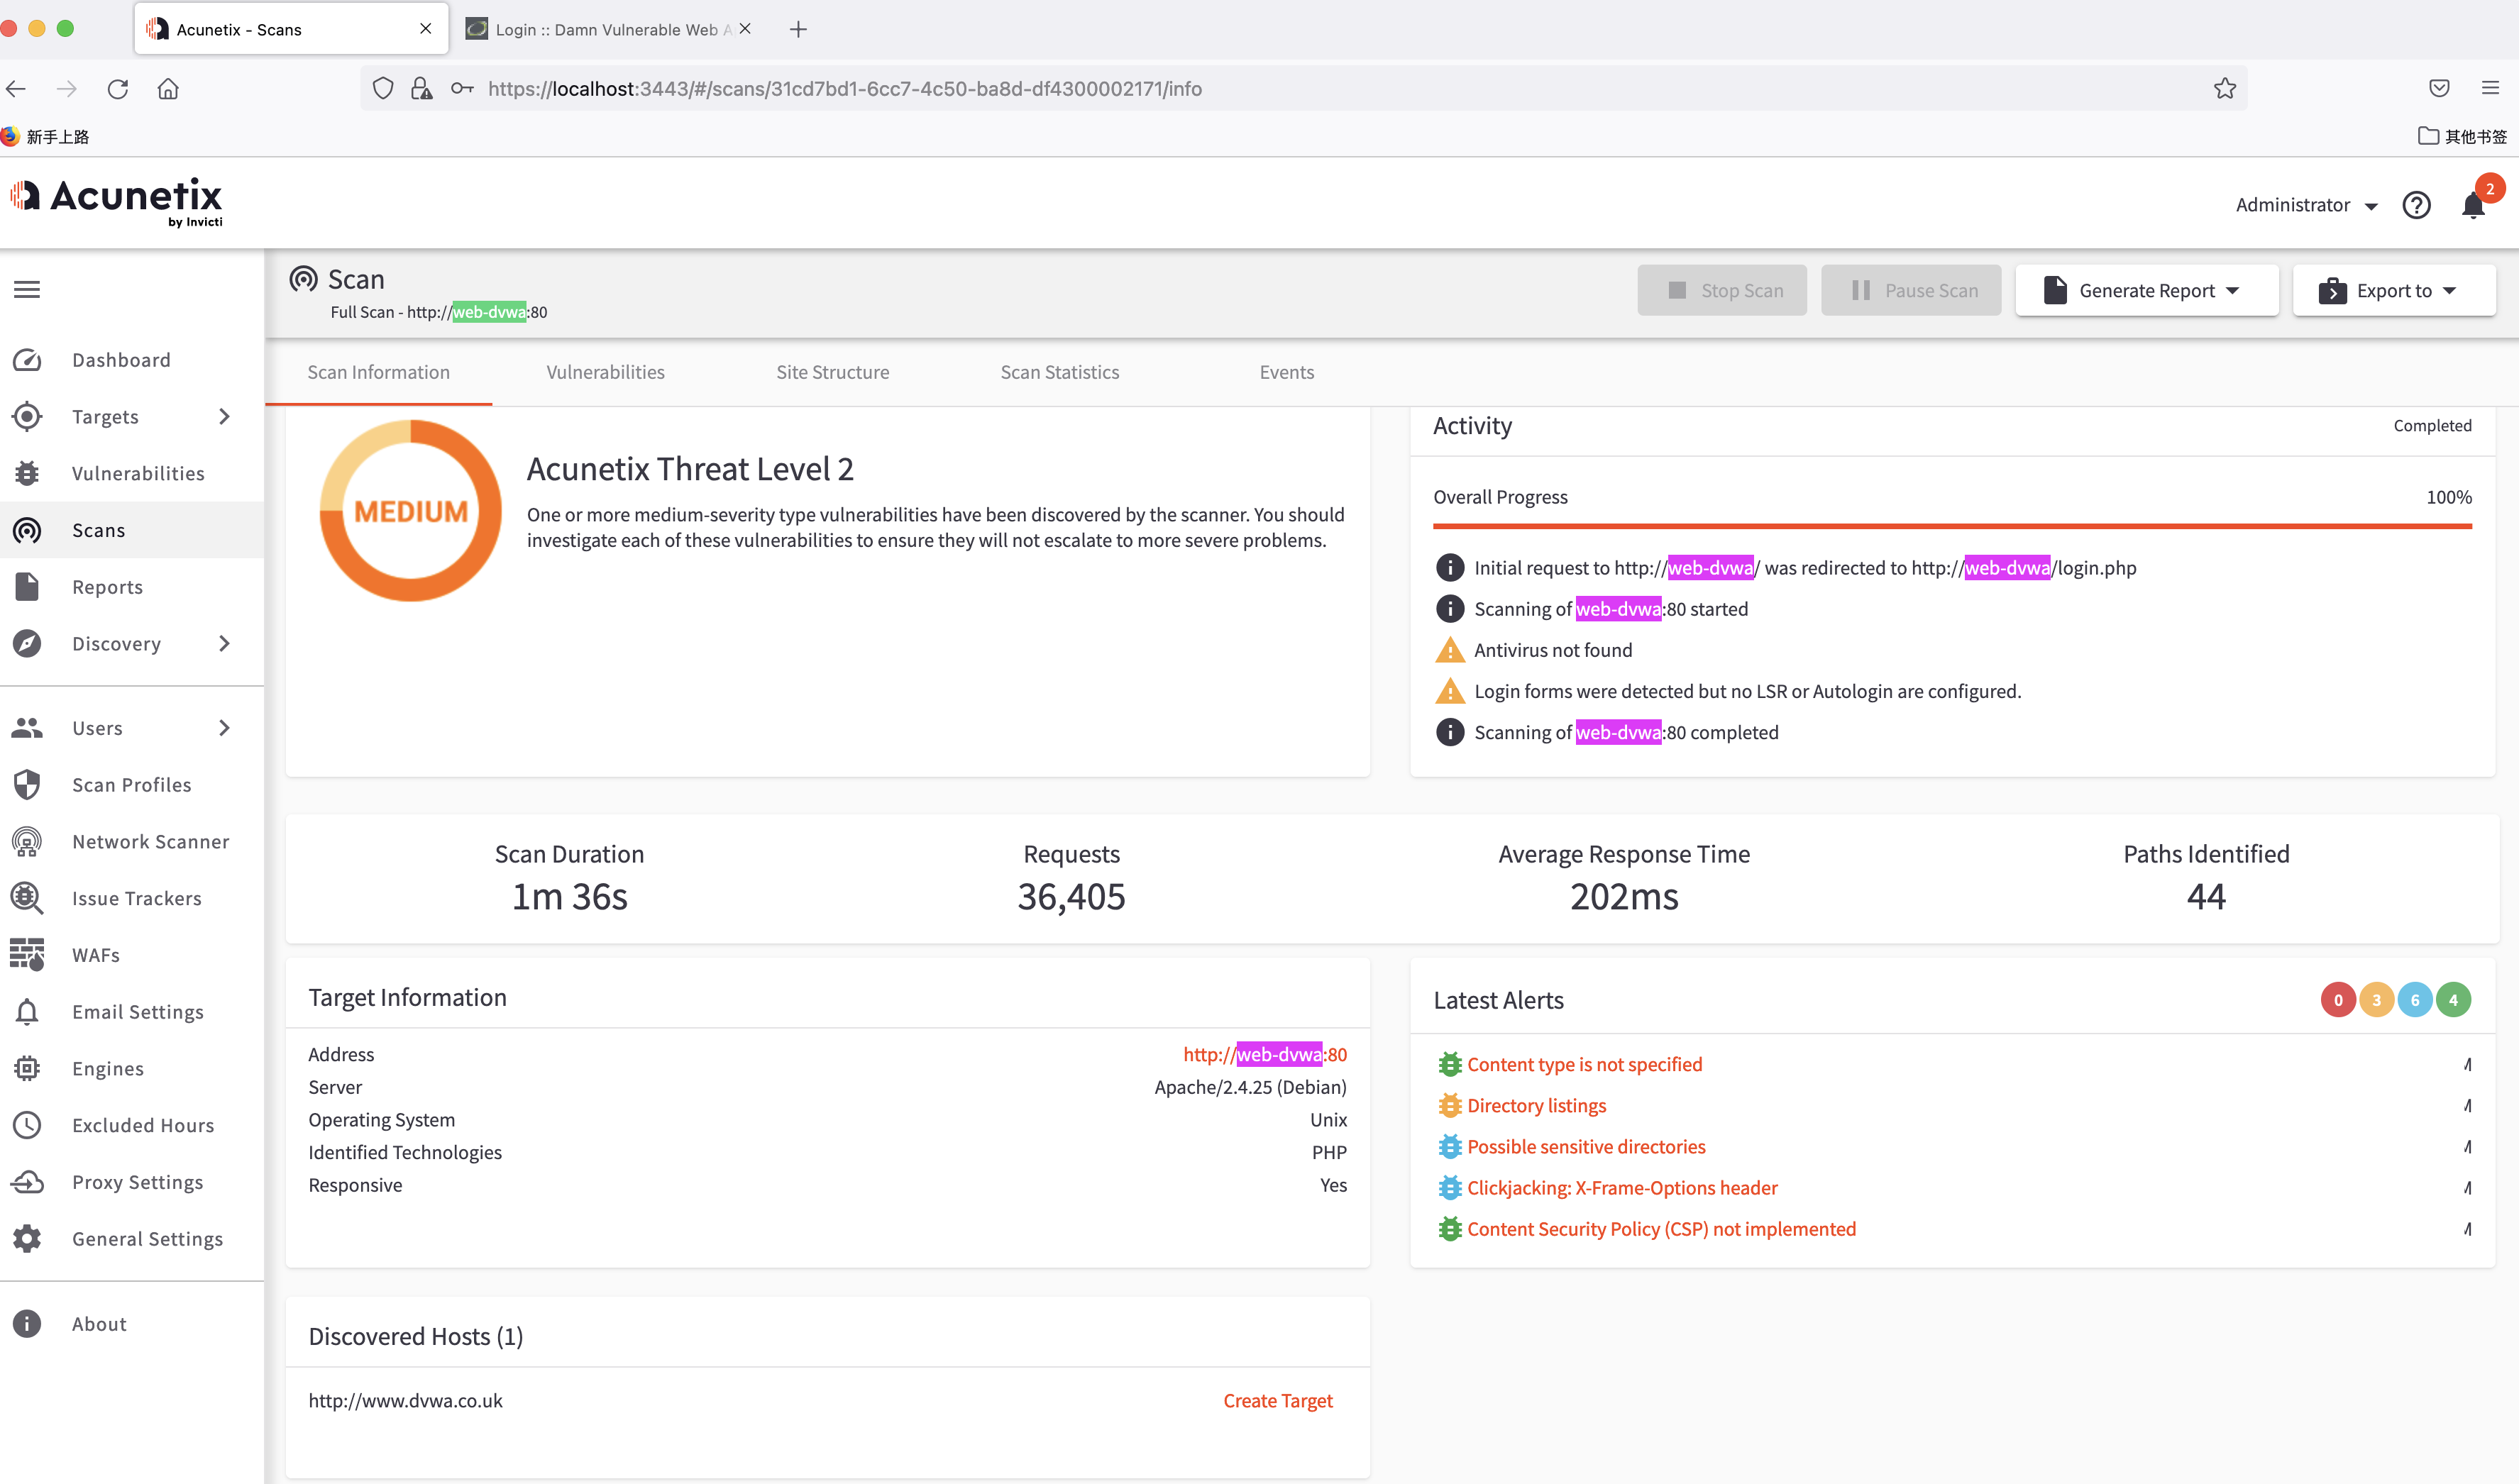 Acunetix - Scans
Login :: Damn Vulnerable Web A
https://localhost:3443/#/scans/31cd7bd1-6cc7-4c50-ba8d-df4300002171/info
新手上路
其他书签
Acunetix
by Invicti
Administrator
2
Scan
Full Scan - http://web-dvwa:80
Stop Scan
Pause Scan
Generate Report
Export to
Dashboard
Targets
Vulnerabilities
Scans
Reports
Discovery
Users
Scan Profiles
Network Scanner
Issue Trackers
WAFs
Email Settings
Engines
Excluded Hours
Proxy Settings
General Settings
About
Scan Information
Vulnerabilities
Site Structure
Scan Statistics
Events
MEDIUM
Acunetix Threat Level 2
One or more medium-severity type vulnerabilities have been discovered by the scanner. You should
investigate each of these vulnerabilities to ensure they will not escalate to more severe problems.
Activity
Completed
Overall Progress
100%
Initial request to http://web-dvwa/ was redirected to http://web-dvwa/login.php
Scanning of web-dvwa:80 started
Antivirus not found
Login forms were detected but no LSR or Autologin are configured.
Scanning of web-dvwa:80 completed
Scan Duration
1m 36s
Requests
36,405
Average Response Time
202ms
Paths Identified
44
Target Information
Address
http://web-dvwa:80
Server
Apache/2.4.25 (Debian)
Operating System
Unix
Identified Technologies
PHP
Responsive
Yes
Latest Alerts
0 3 6 4
Content type is not specified
Directory listings
Possible sensitive directories
Clickjacking: X-Frame-Options header
Content Security Policy (CSP) not implemented
Discovered Hosts (1)
http://www.dvwa.co.uk
Create Target